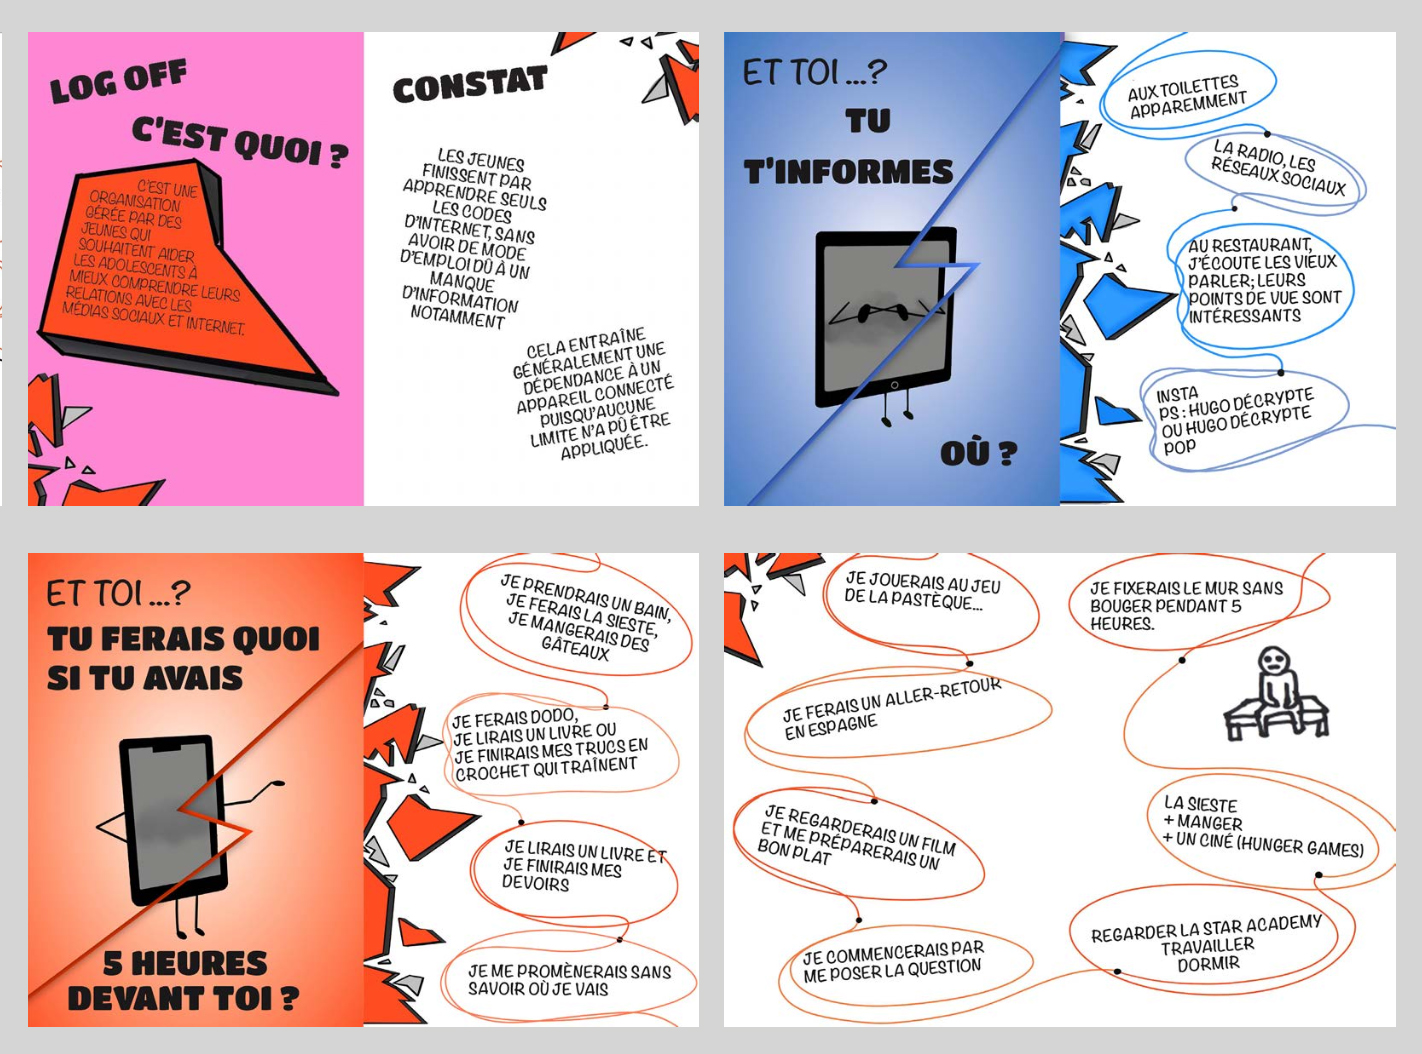 LOG OFF
C'EST QUOI ?
C'EST UNE
ORGANISATION
GÉRÉE PAR DES
JEUNES QUI
SOUHAITENT AIDER
LES ADOLESCENTS À
MIEUX COMPRENDRE LEURS
RELATIONS AVEC LES
MÉDIAS SOCIAUX ET INTERNET.
CONSTAT
LES JEUNES
FINISSENT PAR
APPRENDRE SEULS
LES CODES
D'INTERNET, SANS
AVOIR DE MODE
D'EMPLOI DÛ À UN
MANQUE
D'INFORMATION
NOTAMMENT
CELA ENTRAÎNE
GÉNÉRALEMENT UNE
DÉPENDANCE À UN
APPAREIL CONNECTÉ
PUISQU'AUCUNE
LIMITE N'A PÛ ÊTRE
APPLIQUÉE.
ET TOI ...?
TU
T'INFORMES
OÙ ?
AUX TOILETTES
APPAREMMENT
LA RADIO, LES
RÉSEAUX SOCIAUX
AU RESTAURANT,
J'ÉCOUTE LES VIEUX
PARLER; LEURS
POINTS DE VUE SONT
INTÉRESSANTS
INSTA
PS : HUGO DÉCRYPTE
OU HUGO DÉCRYPTE
POP
ET TOI ...?
TU FERAIS QUOI
SI TU AVAIS
5 HEURES
DEVANT TOI ?
JE PRENDRAIS UN BAIN,
JE FERAIS LA SIESTE,
JE MANGERAIS DES
GÂTEAUX
JE FERAIS DODO,
JE LIRAIS UN LIVRE OU
JE FINIRAIS MES TRUCS EN
CROCHET QUI TRAÎNENT
JE LIRAIS UN LIVRE ET
JE FINIRAIS MES
DEVOIRS
JE ME PROMÈNERAIS SANS
SAVOIR OÙ JE VAIS
JE JOUERAIS AU JEU
DE LA PASTÈQUE...
JE FERAIS UN ALLER-RETOUR
EN ESPAGNE
JE REGARDERAIS UN FILM
ET ME PRÉPARERAIS UN
BON PLAT
JE COMMENCERAIS PAR
ME POSER LA QUESTION
JE FIXERAIS LE MUR SANS
BOUGER PENDANT 5
HEURES.
LA SIESTE
+ MANGER
+ UN CINÉ (HUNGER GAMES)
REGARDER LA STAR ACADEMY
TRAVAILLER
DORMIR